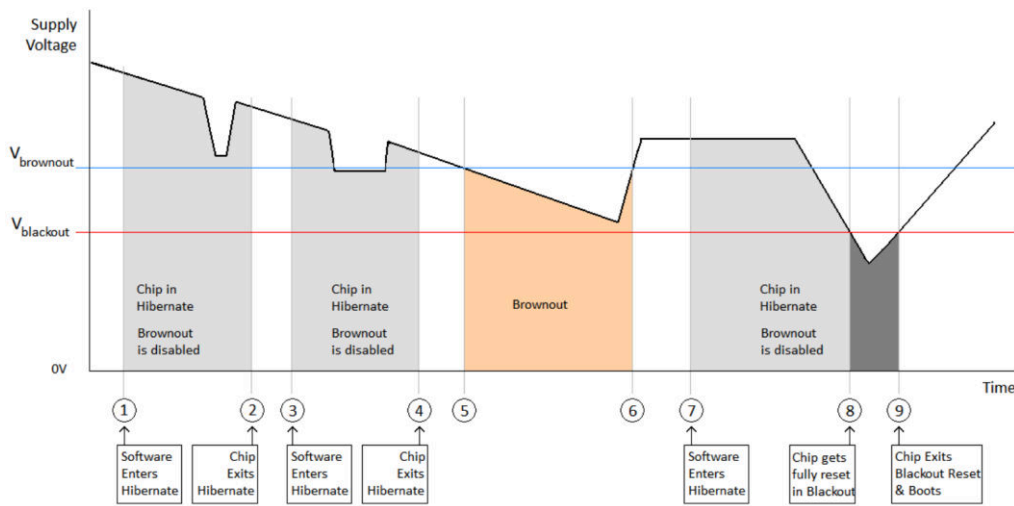 Supply
Voltage
Vbrownout
Vblackout
Chip in
Hibernate
Brownout
is disabled
Chip in
Hibernate
Brownout
is disabled
Brownout
Chip in
Hibernate
Brownout
is disabled
0V
Time
1 2 3 4 5 6 7 8 9
Software
Enters
Hibernate
Chip
Exits
Hibernate
Software
Enters
Hibernate
Chip
Exits
Hibernate
Software
Enters
Hibernate
Chip gets
fully reset
in Blackout
Chip Exits
Blackout Reset
& Boots